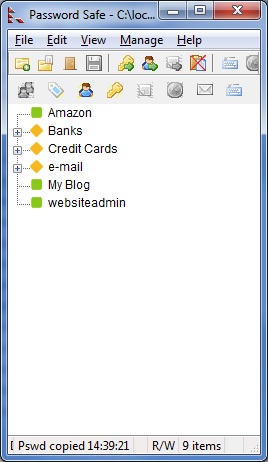 Password Safe - C:\loc...
File Edit View Manage Help
Amazon
Banks
Credit Cards
e-mail
My Blog
websiteadmin
[ Pswd copied 14:39:21 R/W 9 items